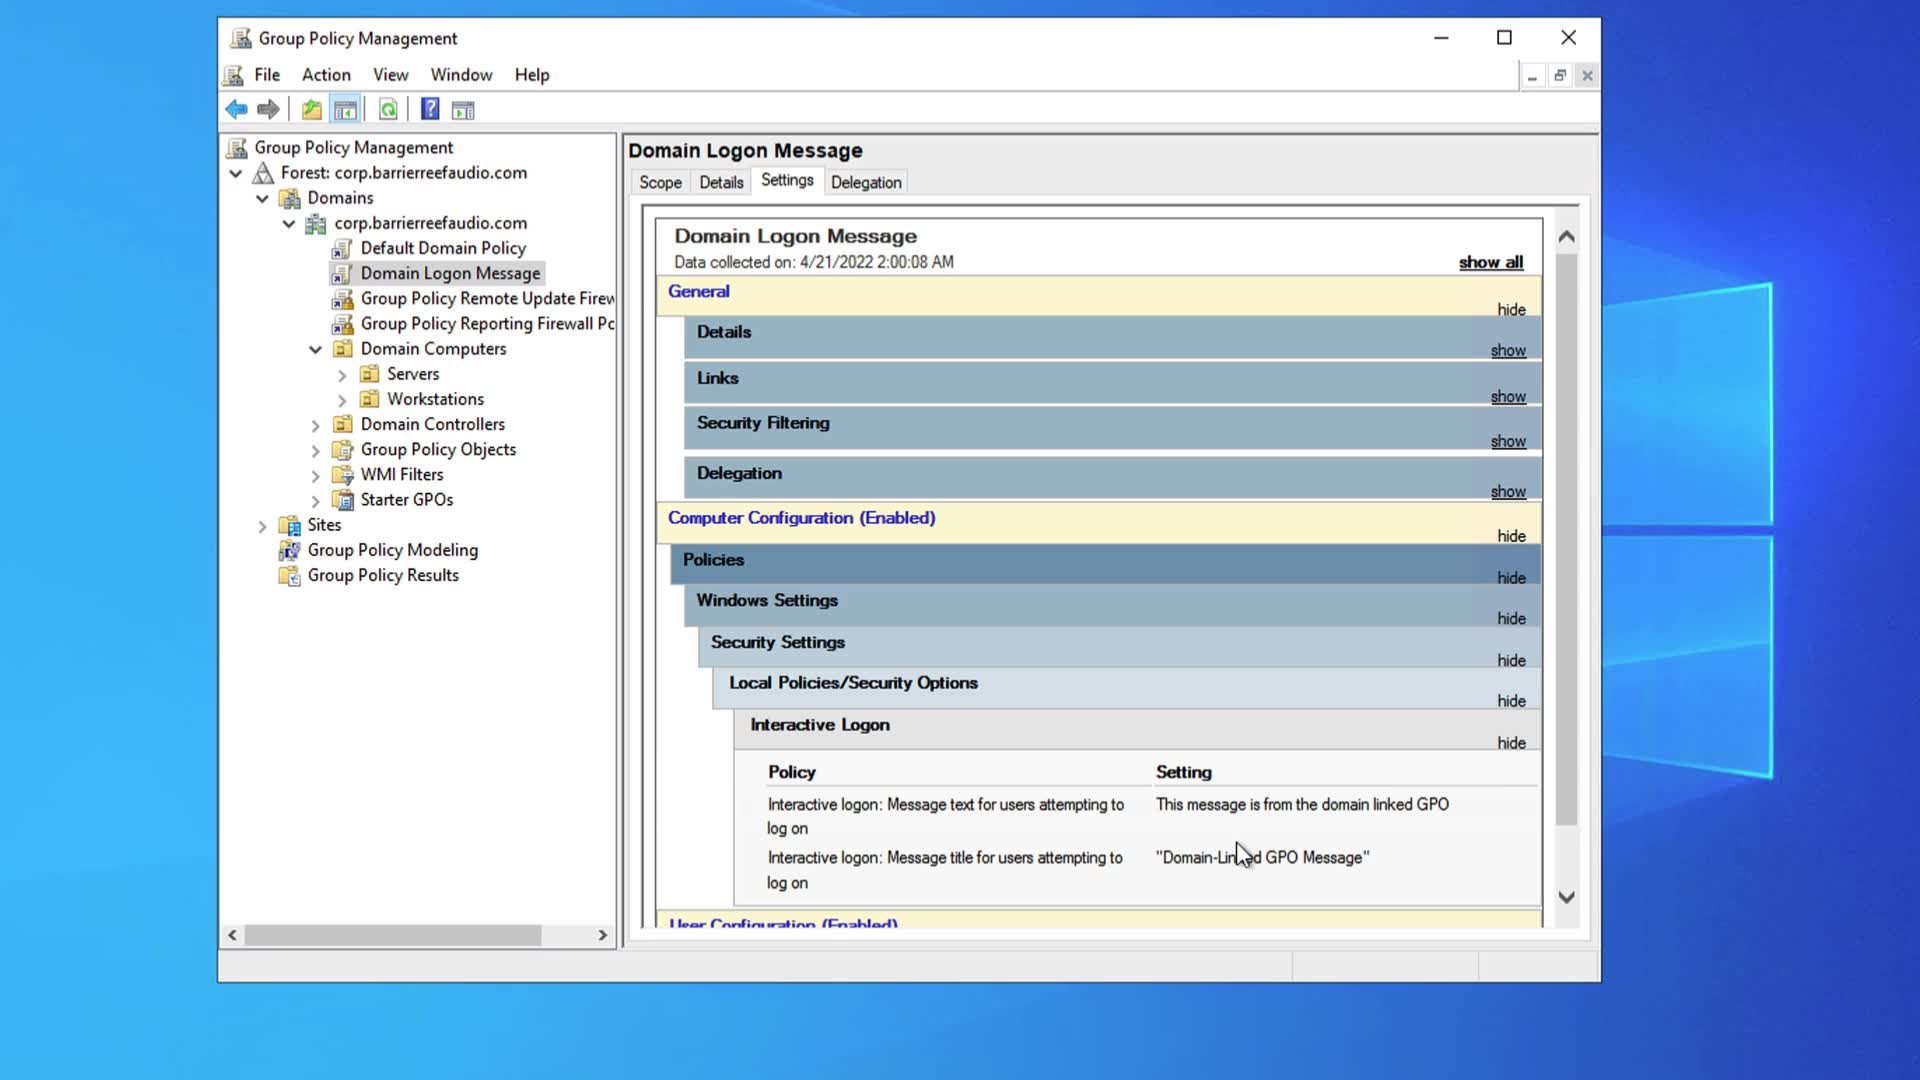 Group Policy Management
File Action View Window Help
Group Policy Management
Forest: corp.barrierreefaudio.com
Domains
corp.barrierreefaudio.com
Default Domain Policy
Domain Logon Message
Group Policy Remote Update Firew
Group Policy Reporting Firewall Po
Domain Computers
Servers
Workstations
Domain Controllers
Group Policy Objects
WMI Filters
Starter GPOs
Sites
Group Policy Modeling
Group Policy Results
Domain Logon Message
Scope Details Settings Delegation
Domain Logon Message
Data collected on: 4/21/2022 2:00:08 AM
show all
General
hide
Details
show
Links
show
Security Filtering
show
Delegation
show
Computer Configuration (Enabled)
hide
Policies
hide
Windows Settings
hide
Security Settings
hide
Local Policies/Security Options
hide
Interactive Logon
hide
Policy Setting
Interactive logon: Message text for users attempting to This message is from the domain linked GPO
log on
Interactive logon: Message title for users attempting to "Domain-Linked GPO Message"
log on
User Configuration (Enabled)